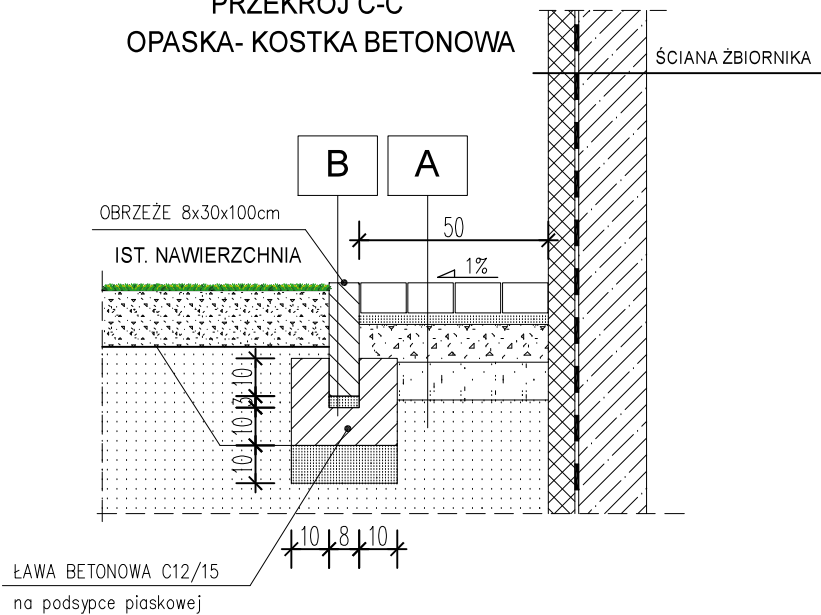 PRZEKRÓJ C-C
OPASKA- KOSTKA BETONOWA
ŚCIANA ŻBIORNIKA
B
A
OBRZEŻE 8x30x100cm
50
IST. NAWIERZCHNIA
1%
10
3
10
10
10
8
10
ŁAWA BETONOWA C12/15
na podsypce piaskowej